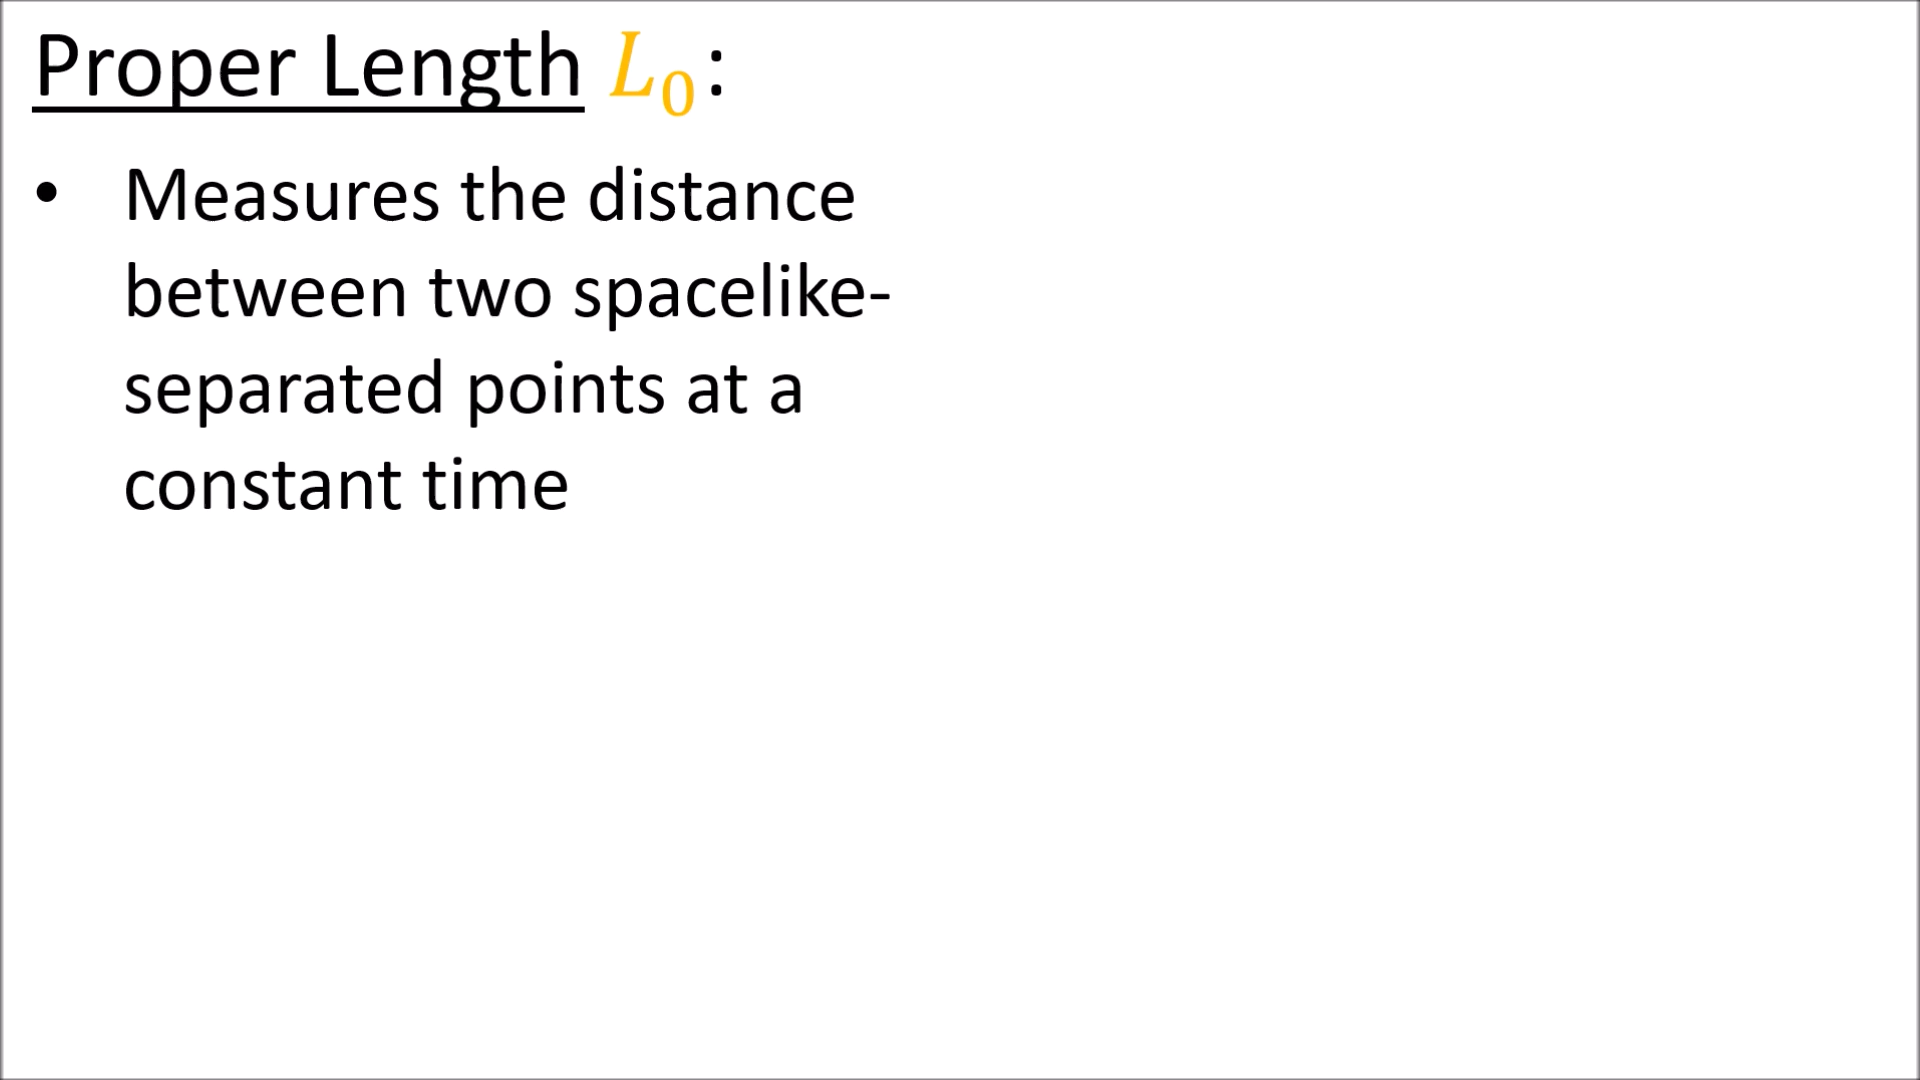 Proper Length L₀:
• Measures the distance
between two spacelike-
separated points at a
constant time